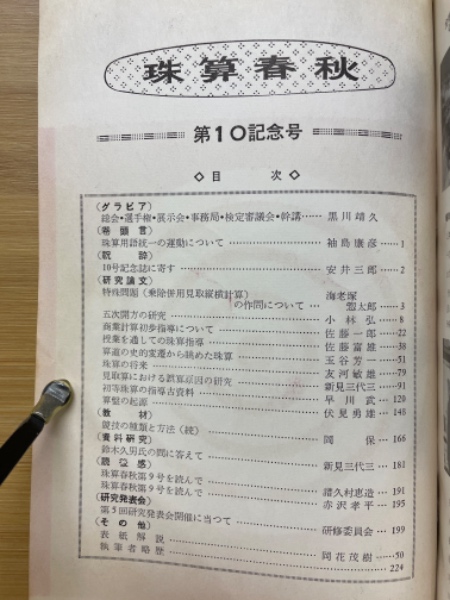 珠算春秋
第10記念号
◇目　次◇
(グラビア)
総会・選手権・展示会・事務局・検定審議会・幹講…… 黒川靖久
(巻頭言)
珠算用語統一の運動について…… 袖島康彦…… 1
(祝辞)
10号記念誌に寄す…… 安井三郎…… 2
(研究論文)
特殊問題(乗除併用見取縦横計算)
の作問について…… 海老塚惣太郎…… 3
五次開方の研究…… 小林弘…… 8
商業計算初歩指導について…… 佐藤一郎…… 22
授業を通しての珠算指導…… 佐藤富雄…… 38
算道の史的変遷から眺めた珠算…… 玉谷芳一…… 51
珠算の将来…… 友河敏雄…… 79
見取算における誤算原因の研究…… 新見三代三…… 91
初等珠算の指導古資料…… 早川武…… 120
算盤の起源…… 伏見勇雄…… 148
(教材)
競技の種類と方法(続)…… 関保…… 166
(資料研究)
鈴木久男氏の問に答えて…… 新見三代三…… 181
(読後感)
珠算春秋第9号を読んで…… 諸久村恵造…… 191
珠算春秋第9号を読んで…… 赤沢孝平…… 195
(研究発表会)
第5回研究発表会開催に当つて…… 研修委員会…… 199
(その他)
表紙解説…… 岡花茂樹…… 50
執筆者略歴…… 224